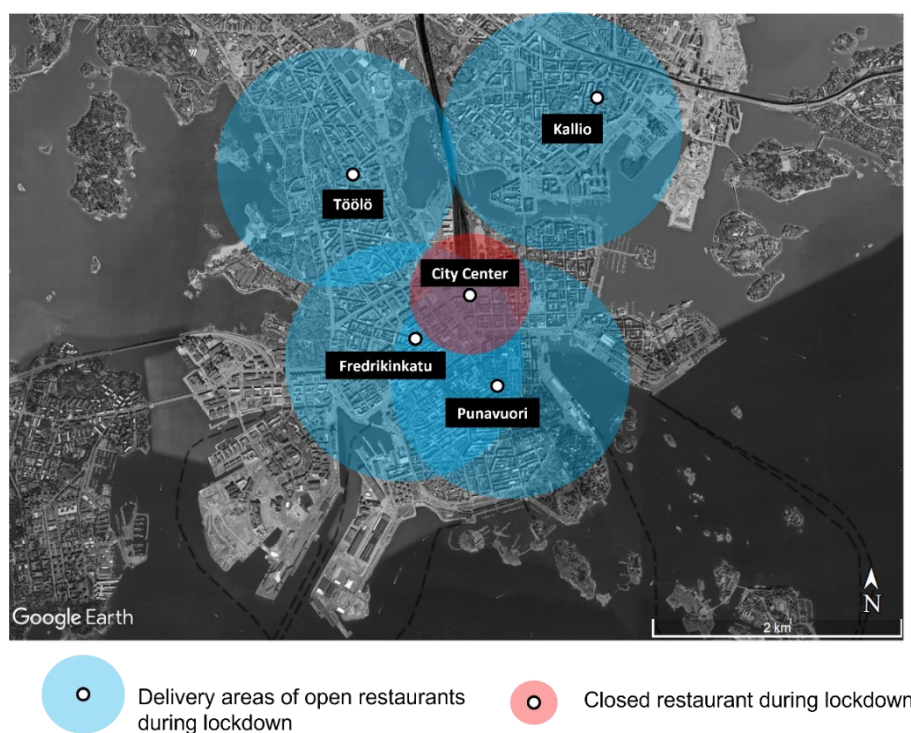 Kallio
Töölö
City Center
Fredrikinkatu
Punavuori
N
Google Earth
2 km
Delivery areas of open restaurants
during lockdown
Closed restaurant during lockdown